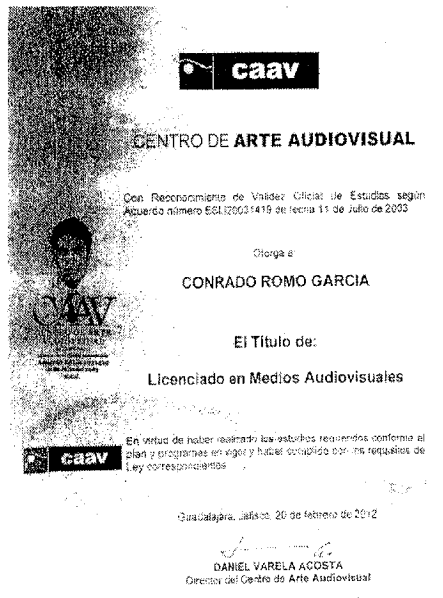 caav
CENTRO DE ARTE AUDIOVISUAL
Con Reconocimiento de Validez Oficial de Estudios según
Acuerdo número ESLI20031419 de fecha 11 de Julio de 2003
Otorga a:
CONRADO ROMO GARCIA
CAAV
El Título de:
Licenciado en Medios Audiovisuales
caav
En virtud de haber realizado los estudios requeridos conforme al
plan y programas en vigor y haber cumplido con los requisitos de
Ley correspondientes
Guadalajara, Jalisco, 20 de febrero de 2012
DANIEL VARELA ACOSTA
Director del Centro de Arte Audiovisual